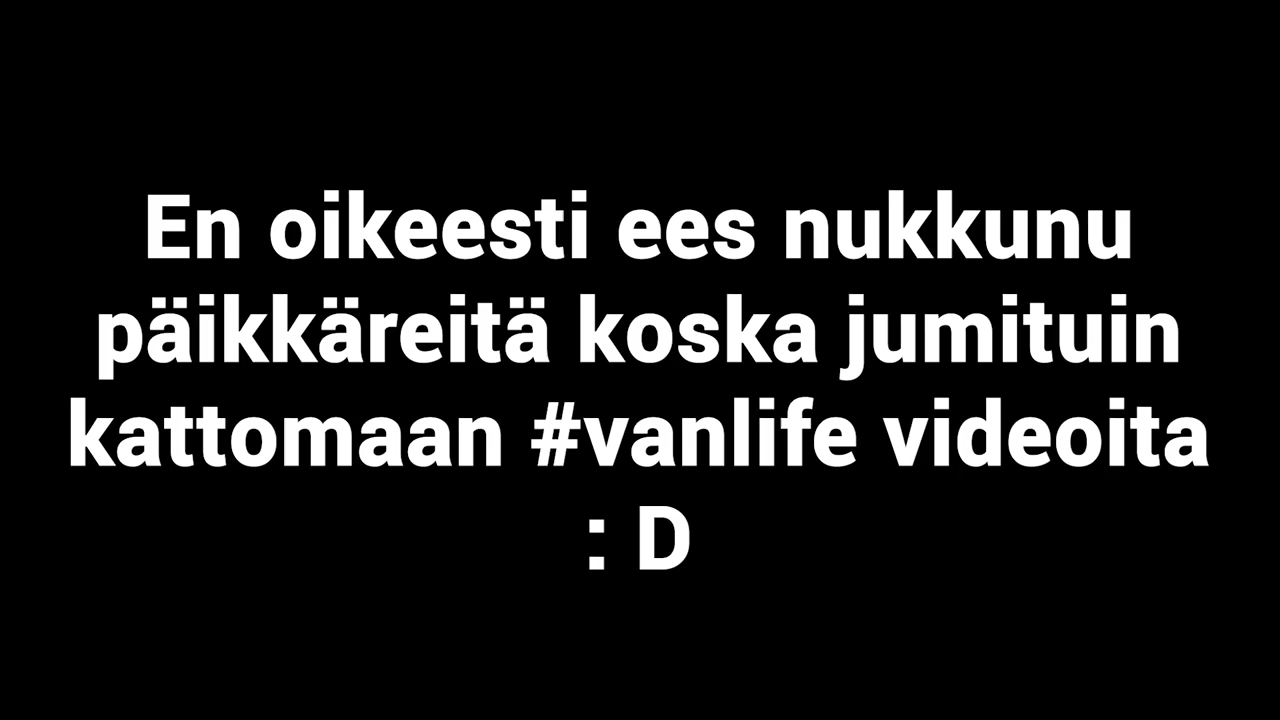 En oikeesti ees nukkunu
päikkäreitä koska jumituin
kattomaan #vanlife videoita
: D